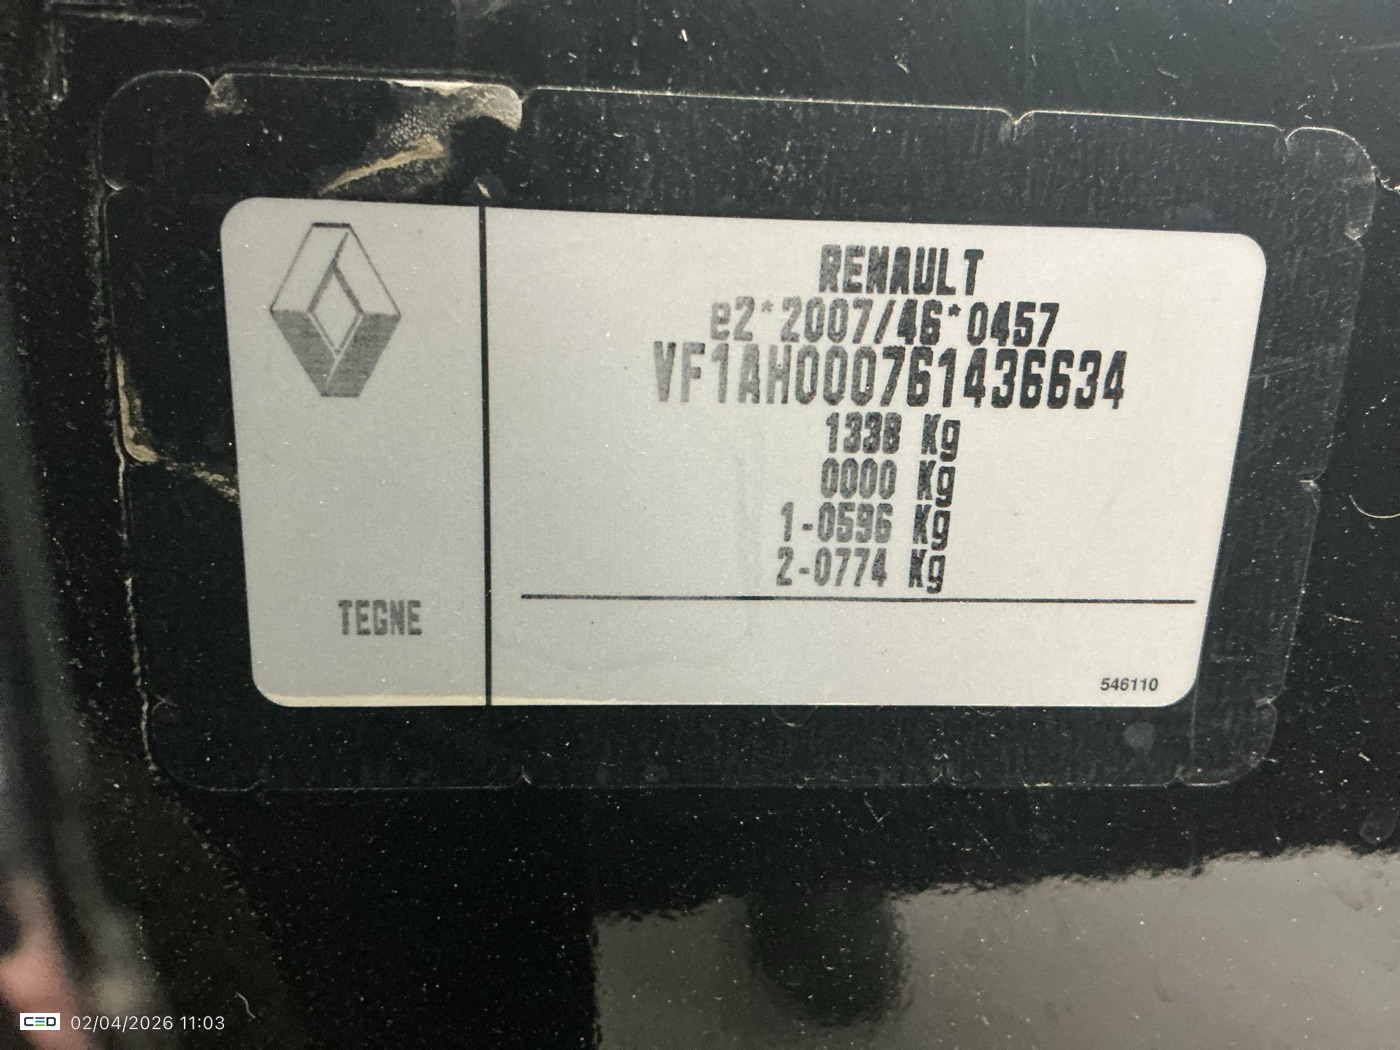 RENAULT
e2*2007/46*0457
VF1AH000761436634
1338 Kg
0000 Kg
1-0596 Kg
2-0774 Kg
TEGNE
546110
CED 02/04/2026 11:03